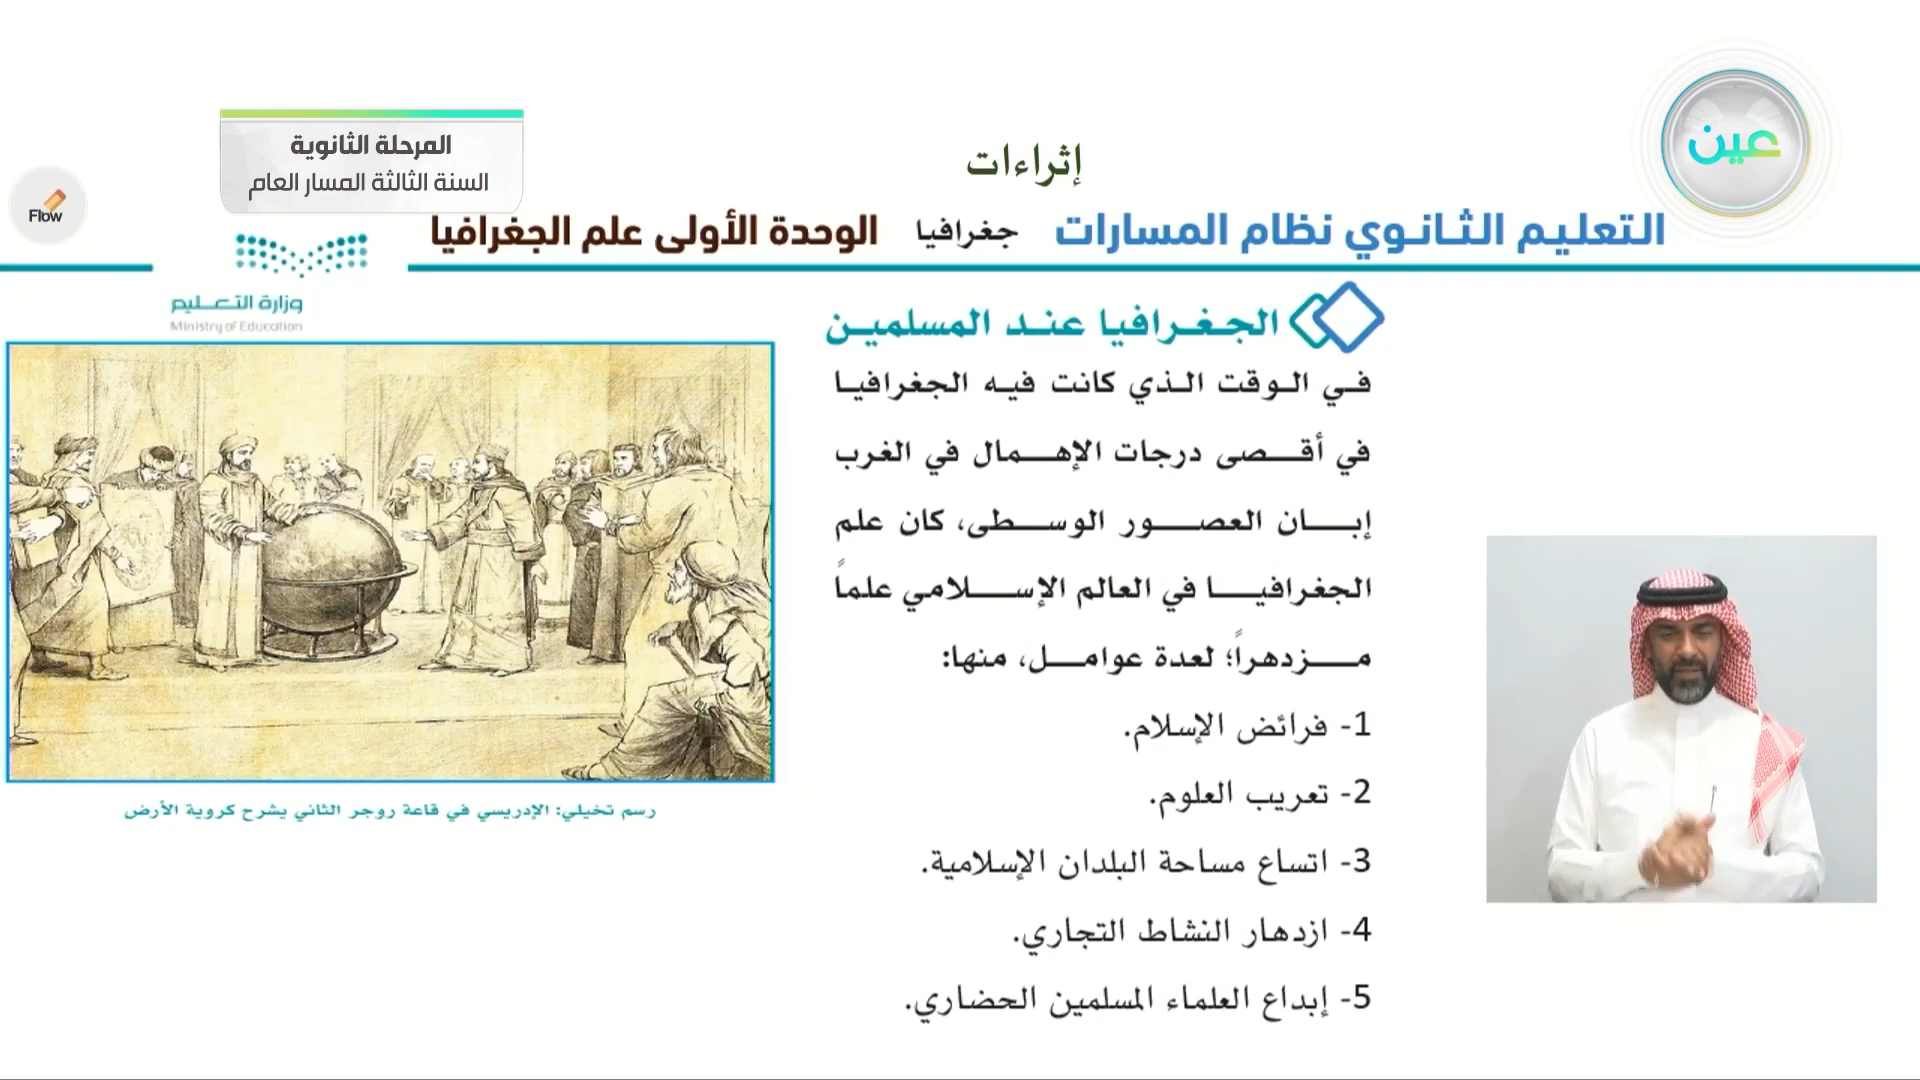 عين
المرحلة الثانوية
السنة الثالثة المسار العام
إثراءات
Flow
التعليم الثانوي نظام المسارات جغرافيا الوحدة الأولى علم الجغرافيا
وزارة التعليم
Ministry of Education
الجغرافيا عند المسلمين
في الوقت الذي كانت فيه الجغرافيا
في أقصى درجات الإهمال في الغرب
إبان العصور الوسطى، كان علم
الجغرافيا في العالم الإسلامي علماً
مزدهراً؛ لعدة عوامل، منها:
1- فرائض الإسلام.
2- تعريب العلوم.
3- اتساع مساحة البلدان الإسلامية.
4- ازدهار النشاط التجاري.
5- إبداع العلماء المسلمين الحضاري.
رسم تخيلي: الإدريسي في قاعة روجر الثاني يشرح كروية الأرض